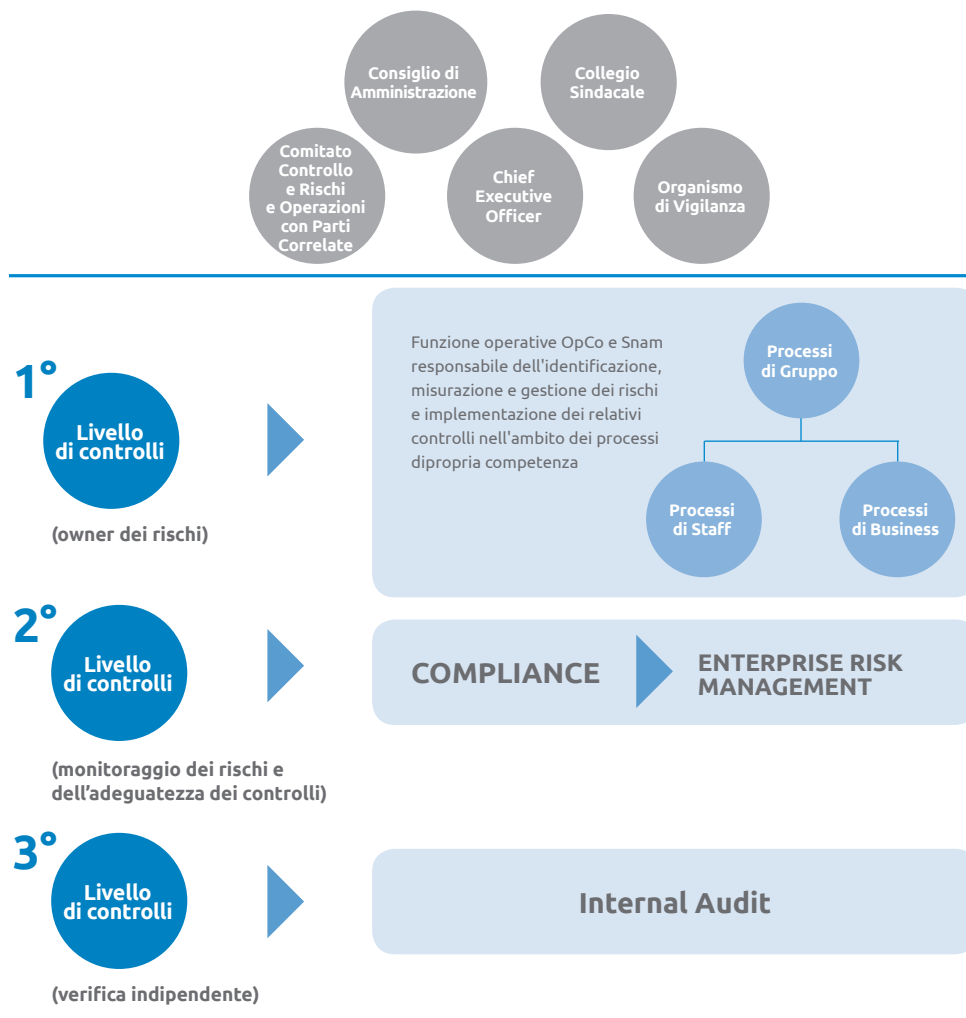 Consiglio di
Amministrazione
Collegio
Sindacale
Comitato
Controllo
e Rischi
e Operazioni
con Parti
Correlate
Chief
Executive
Officer
Organismo
di Vigilanza
1°
Livello
di controlli
(owner dei rischi)
Funzione operative OpCo e Snam
responsabile dell'identificazione,
misurazione e gestione dei rischi
e implementazione dei relativi
controlli nell'ambito dei processi
dipropria competenza
Processi
di Gruppo
Processi
di Staff
Processi
di Business
2°
Livello
di controlli
(monitoraggio dei rischi e
dell’adeguatezza dei controlli)
COMPLIANCE
ENTERPRISE RISK
MANAGEMENT
3°
Livello
di controlli
(verifica indipendente)
Internal Audit